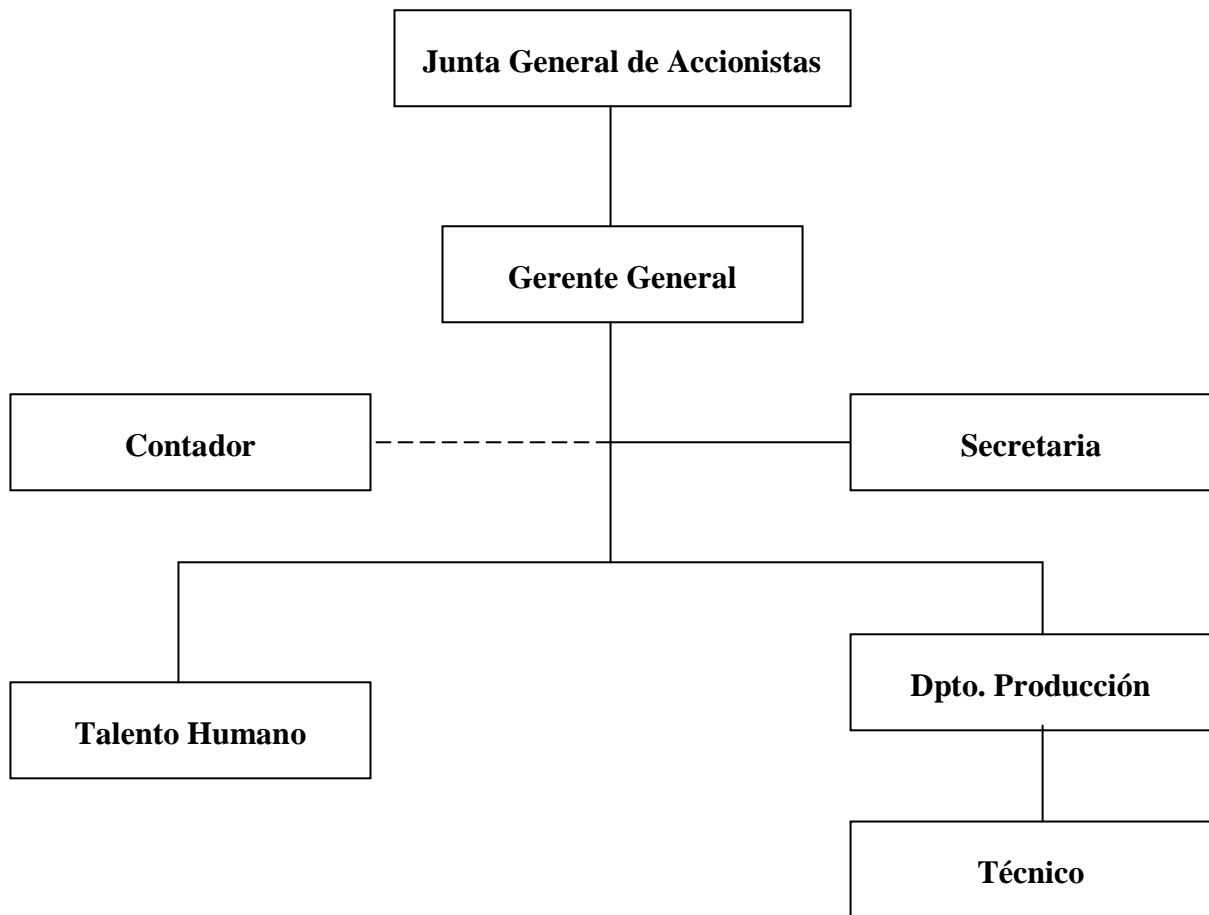 Junta General de Accionistas
Gerente General
Contador
Secretaria
Talento Humano
Dpto. Producción
Técnico